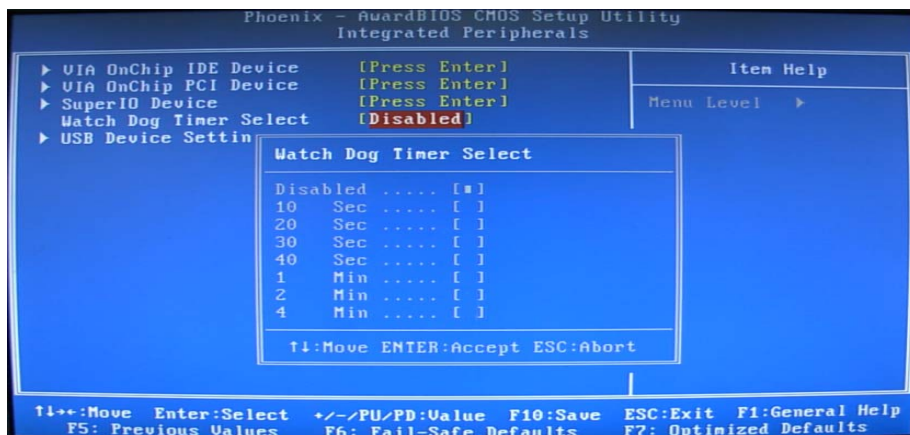 Phoenix - AwardBIOS CMOS Setup Utility
Integrated Peripherals
▶ VIA OnChip IDE Device [Press Enter]
▶ VIA OnChip PCI Device [Press Enter]
▶ SuperIO Device [Press Enter]
Watch Dog Timer Select [Disabled]
▶ USB Device Settin
Item Help
Menu Level ▶
Watch Dog Timer Select
Disabled ..... [■]
10 Sec ..... [ ]
20 Sec ..... [ ]
30 Sec ..... [ ]
40 Sec ..... [ ]
1 Min ..... [ ]
2 Min ..... [ ]
4 Min ..... [ ]
↑↓:Move ENTER:Accept ESC:Abort
↑↓→←:Move Enter:Select +/-/PU/PD:Value F10:Save ESC:Exit F1:General Help
F5: Previous Values F6: Fail-Safe Defaults F7: Optimized Defaults